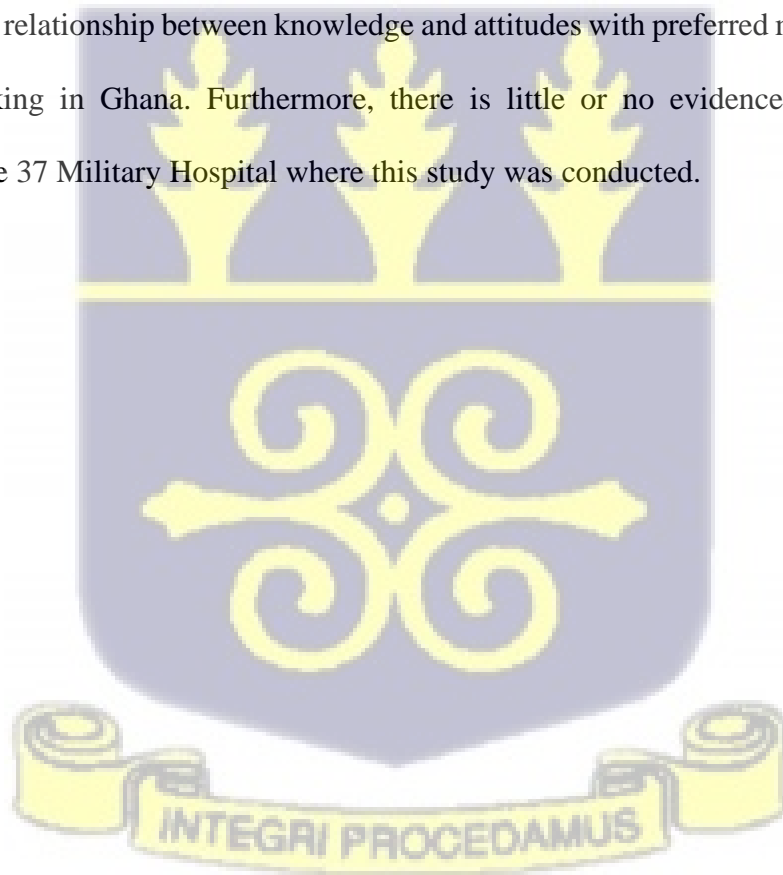 relationship between knowledge and attitudes with preferred
king in Ghana. Furthermore, there is little or no evidence
e 37 Military Hospital where this study was conducted.
INTEGRI PROCEDAMUS